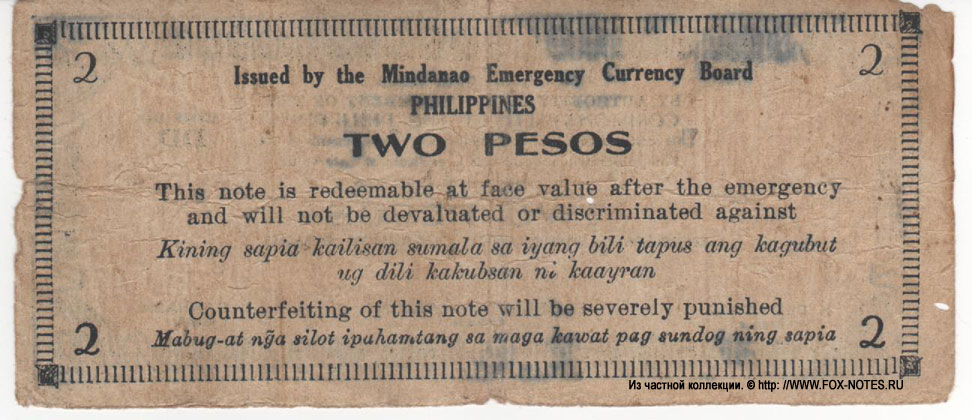 2 2
Issued by the Mindanao Emergency Currency Board
PHILIPPINES
TWO PESOS
This note is redeemable at face value after the emergency
and will not be devaluated or discriminated against
Kining sapia kailisan sumala sa iyang bili tapus ang kagubut
ug dili kakubsan ni kaayran
Counterfeiting of this note will be severely punished
Mabug-at nga silot ipahamtang sa maga kawat pag sundog ning sapia
2 2
Из частной коллекции. © http: //WWW.FOX-NOTES.RU